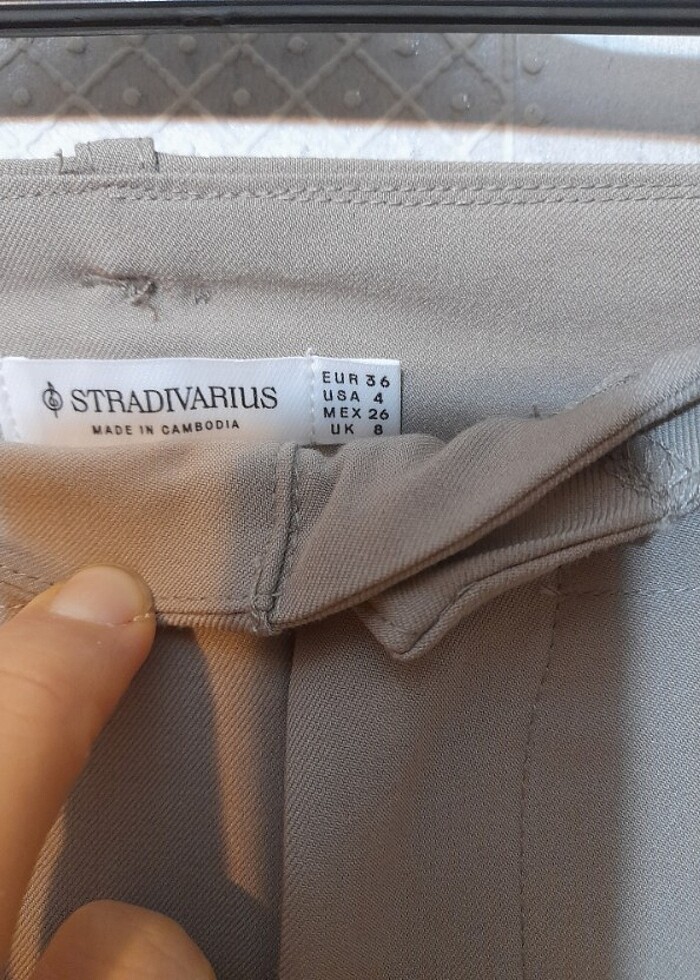 STRADIVARIUS
MADE IN CAMBODIA
EUR 36
USA 4
MEX 26
UK 8